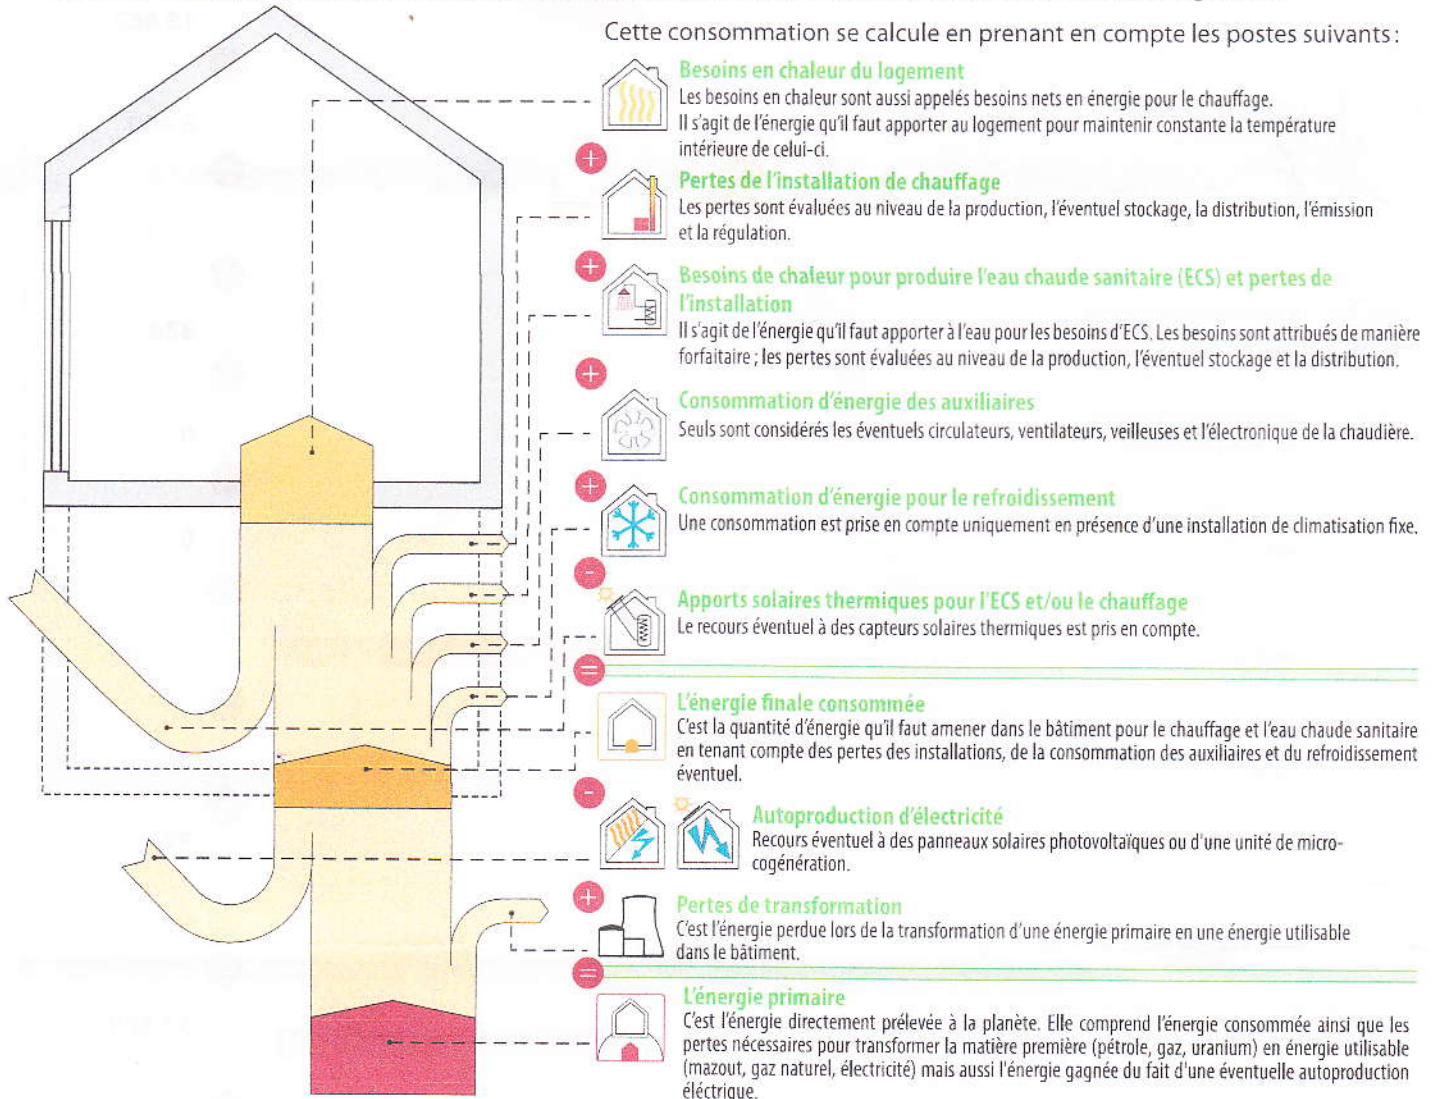 Cette consommation se calcule en prenant en compte les postes suivants :
Besoins en chaleur du logement
Les besoins en chaleur sont aussi appelés besoins nets en énergie pour le chauffage.
Il s'agit de l'énergie qu'il faut apporter au logement pour maintenir constante la température
intérieure de celui-ci.
+
Pertes de l'installation de chauffage
Les pertes sont évaluées au niveau de la production, l'éventuel stockage, la distribution, l'émission
et la régulation.
+
Besoins de chaleur pour produire l'eau chaude sanitaire (ECS) et pertes de
l'installation
Il s'agit de l'énergie qu'il faut apporter à l'eau pour les besoins d'ECS. Les besoins sont attribués de manière
forfaitaire ; les pertes sont évaluées au niveau de la production, l'éventuel stockage et la distribution.
+
Consommation d'énergie des auxiliaires
Seuls sont considérés les éventuels circulateurs, ventilateurs, veilleuses et l'électronique de la chaudière.
+
Consommation d'énergie pour le refroidissement
Une consommation est prise en compte uniquement en présence d'une installation de climatisation fixe.
-
Apports solaires thermiques pour l'ECS et/ou le chauffage
Le recours éventuel à des capteurs solaires thermiques est pris en compte.
=
L'énergie finale consommée
C'est la quantité d'énergie qu'il faut amener dans le bâtiment pour le chauffage et l'eau chaude sanitaire
en tenant compte des pertes des installations, de la consommation des auxiliaires et du refroidissement
éventuel.
-
Autoproduction d'électricité
Recours éventuel à des panneaux solaires photovoltaïques ou d'une unité de micro-
cogénération.
+
Pertes de transformation
C'est l'énergie perdue lors de la transformation d'une énergie primaire en une énergie utilisable
dans le bâtiment.
=
L'énergie primaire
C'est l'énergie directement prélevée à la planète. Elle comprend l'énergie consommée ainsi que les
pertes nécessaires pour transformer la matière première (pétrole, gaz, uranium) en énergie utilisable
(mazout, gaz naturel, électricité) mais aussi l'énergie gagnée du fait d'une éventuelle autoproduction
éléctrique.